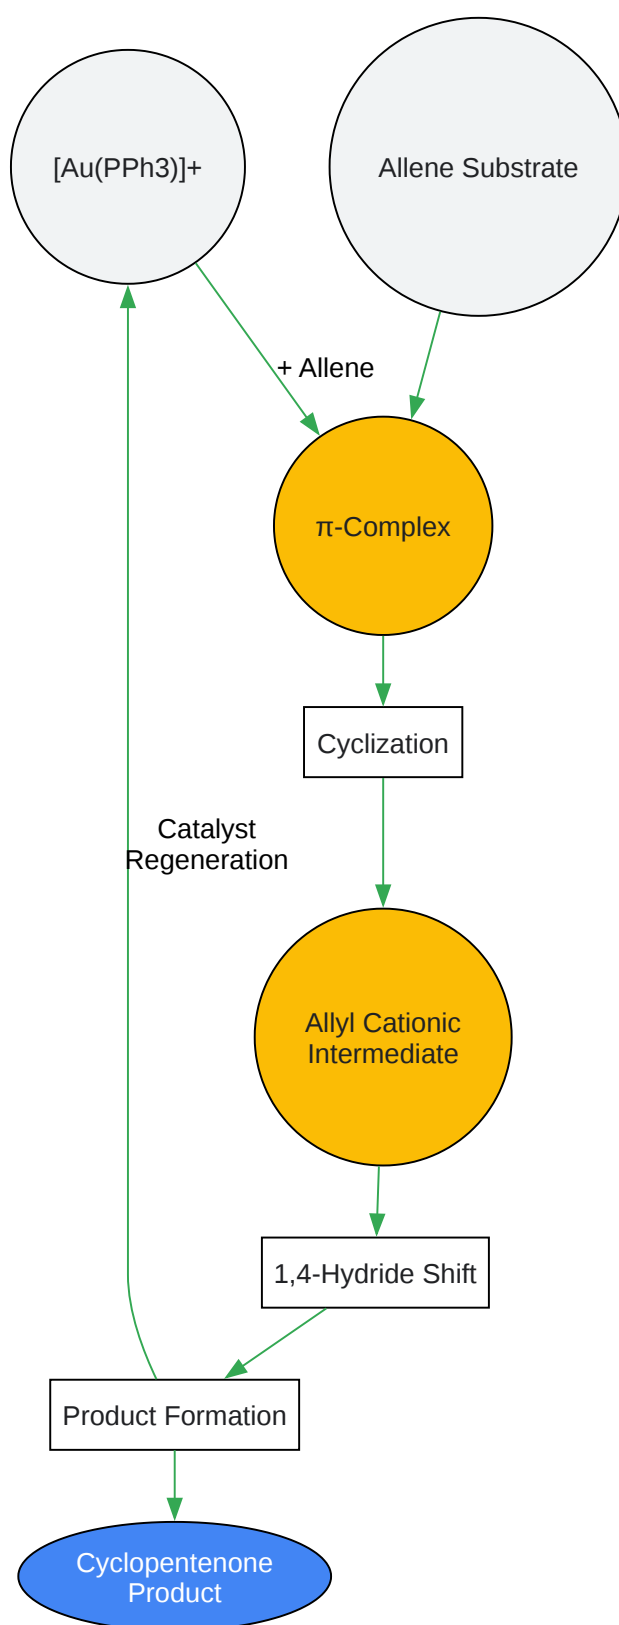 [Au(PPh3)]+
Allene Substrate
+ Allene
π-Complex
Cyclization
Catalyst
Regeneration
Allyl Cationic
Intermediate
1,4-Hydride Shift
Product Formation
Cyclopentenone
Product